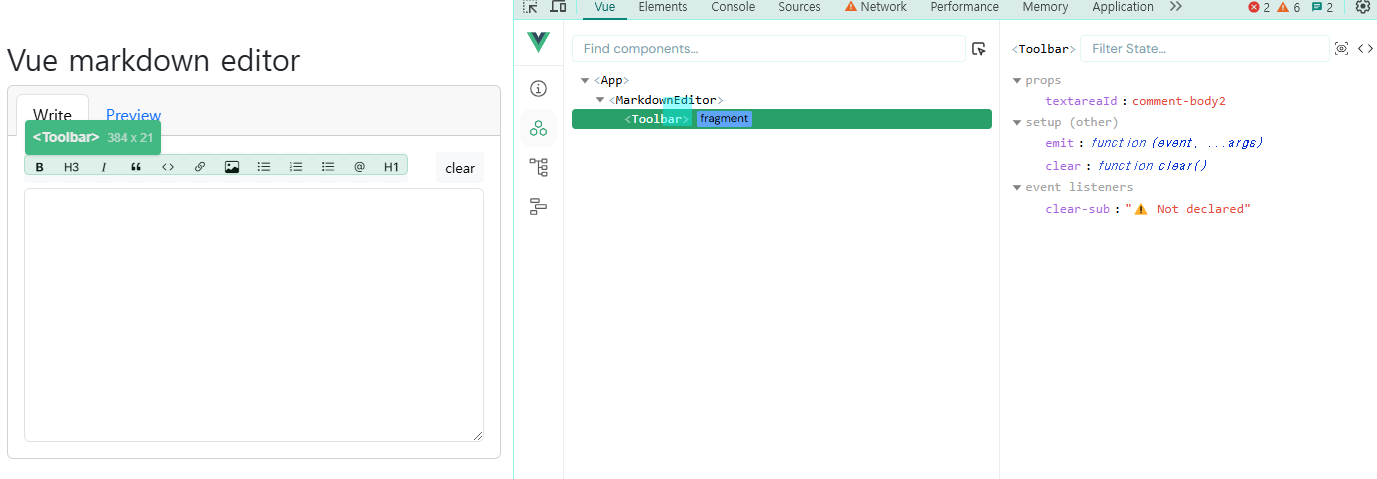 Vue Elements Console Sources Network Performance Memory Application 2 6 2
Vue markdown editor
Write Preview
<Toolbar> 384 x 21
B H3 I “ <> @ H1 clear
Find components...
<App>
<MarkdownEditor>
<Toolbar> fragment
<Toolbar> Filter State...
props
textareaId : comment-body2
setup (other)
emit : function (event, ...args)
clear : function clear()
event listeners
clear-sub : "⚠ Not declared"